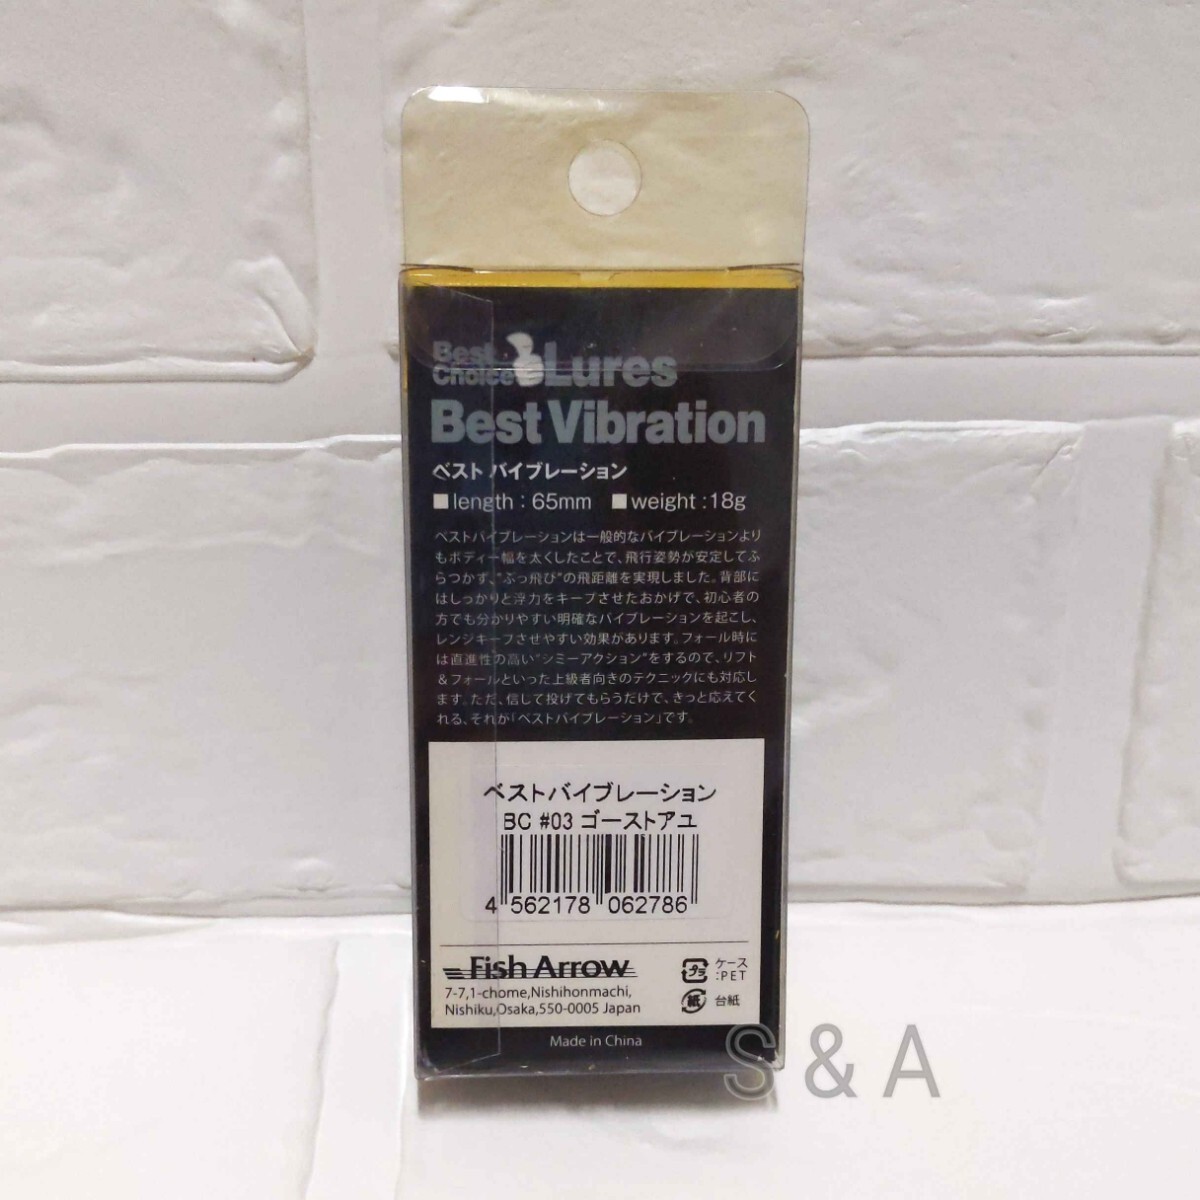 Best
Choice Lures
Best Vibration
ベスト バイブレーション
■length : 65mm ■weight :18g
ベストバイブレーションは一般的なバイブレーションより
もボディー幅を太くしたことで、飛行姿勢が安定してふ
らつかず、"ぶっ飛び"の飛距離を実現しました。背部に
はしっかりと浮力をキープさせたおかげで、初心者の
方でも分かりやすい明確なバイブレーションを起こし、
レンジキープさせやすい効果があります。フォール時に
は直進性の高い"シミーアクション"をするので、リフト
＆フォールといった上級者向きのテクニックにも対応し
ます。ただ、信じて投げてもらうだけで、きっと応えてく
れる、それが「ベストバイブレーション」です。
ベストバイブレーション
BC #03 ゴーストアユ
4 562178 062786
Fish Arrow
7-7,1-chome,Nishihonmachi,
Nishiku,Osaka,550-0005 Japan
プラ ケース
:PET
紙 台紙
Made in China
S & A